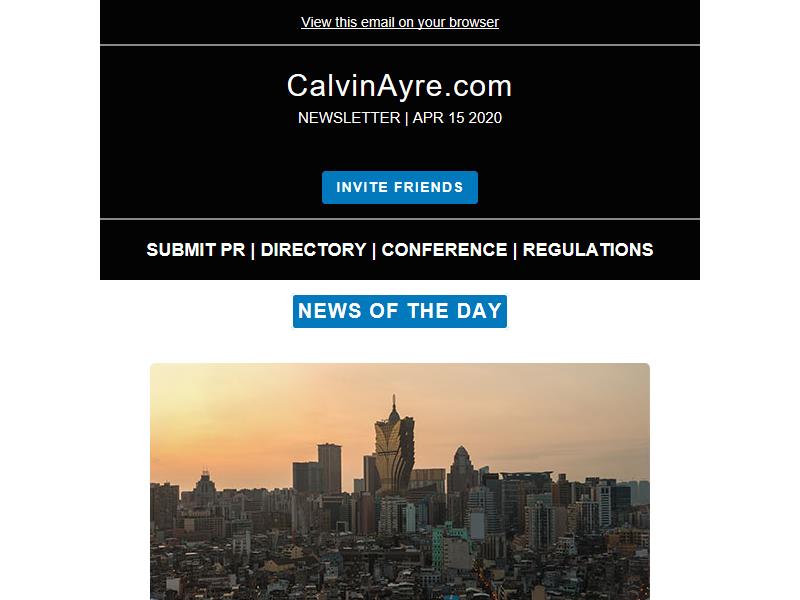 View this email on your browser
CalvinAyre.com
NEWSLETTER | APR 15 2020
INVITE FRIENDS
SUBMIT PR | DIRECTORY | CONFERENCE | REGULATIONS
NEWS OF THE DAY